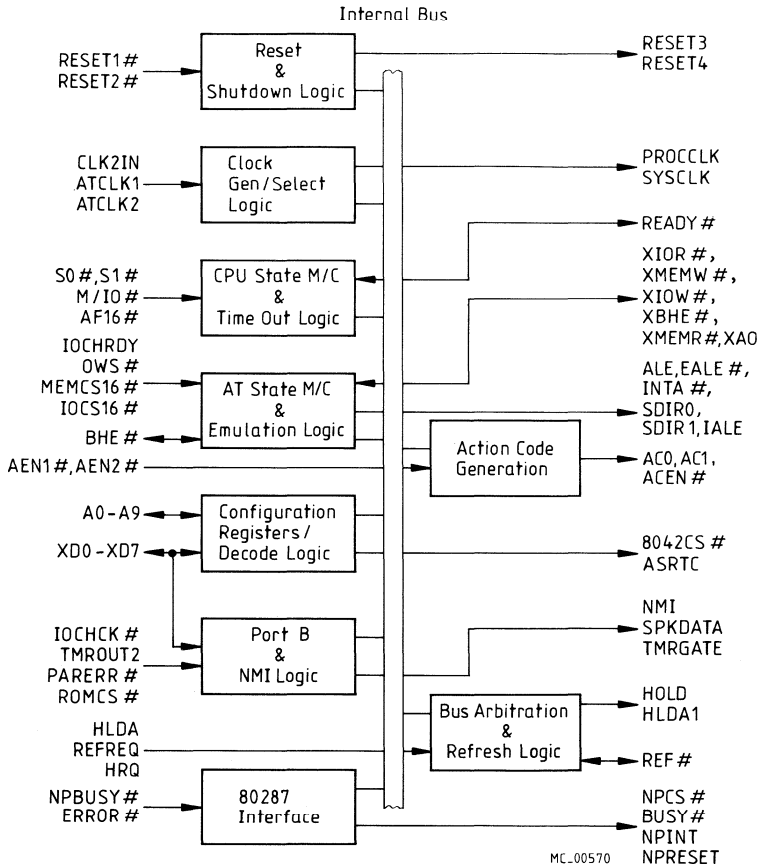 Internal Bus
RESET1#
RESET2#
Reset
&
Shutdown Logic
RESET3
RESET4
CLK2IN
ATCLK1
ATCLK2
Clock
Gen/Select
Logic
PROCCLK
SYSCLK
READY#
S0#,S1#
M/IO#
AF16#
CPU State M/C
&
Time Out Logic
XIOR#,
XMEMW#,
XIOW#,
XBHE#,
XMEMR#,XA0
IOCHRDY
OWS#
MEMCS16#
IOCS16#
BHE#
AT State M/C
&
Emulation Logic
ALE,EALE#,
INTA#,
SDIR0,
SDIR1,IALE
AEN1#,AEN2#
Action Code
Generation
AC0,AC1,
ACEN#
A0-A9
XD0-XD7
Configuration
Registers/
Decode Logic
8042CS#
ASRTC
IOCHCK#
TMROUT2
PARERR#
ROMCS#
Port B
&
NMI Logic
NMI
SPKDATA
TMRGATE
HLDA
REFREQ
HRQ
Bus Arbitration
&
Refresh Logic
HOLD
HLDA1
REF#
NPBUSY#
ERROR#
80287
Interface
NPCS#
BUSY#
NPINT
NPRESET
MC_00570